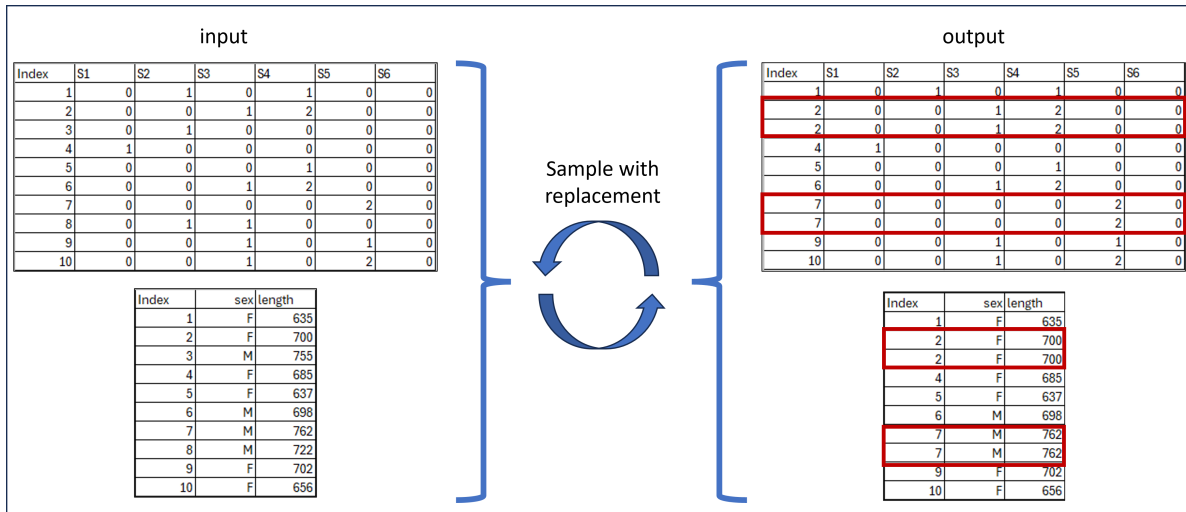 input
Index S1 S2 S3 S4 S5 S6
1 0 1 0 1 0 0
2 0 0 1 2 0 0
3 0 1 0 0 0 0
4 1 0 0 0 0 0
5 0 0 0 1 0 0
6 0 0 1 2 0 0
7 0 0 0 0 2 0
8 0 1 1 0 0 0
9 0 0 1 0 1 0
10 0 0 1 0 2 0
Index sex length
1 F 635
2 F 700
3 M 755
4 F 685
5 F 637
6 M 698
7 M 762
8 M 722
9 F 702
10 F 656
Sample with
replacement
output
Index S1 S2 S3 S4 S5 S6
1 0 1 0 1 0 0
2 0 0 1 2 0 0
2 0 0 1 2 0 0
4 1 0 0 0 0 0
5 0 0 0 1 0 0
6 0 0 1 2 0 0
7 0 0 0 0 2 0
7 0 0 0 0 2 0
9 0 0 1 0 1 0
10 0 0 1 0 2 0
Index sex length
1 F 635
2 F 700
2 F 700
4 F 685
5 F 637
6 M 698
7 M 762
7 M 762
9 F 702
10 F 656